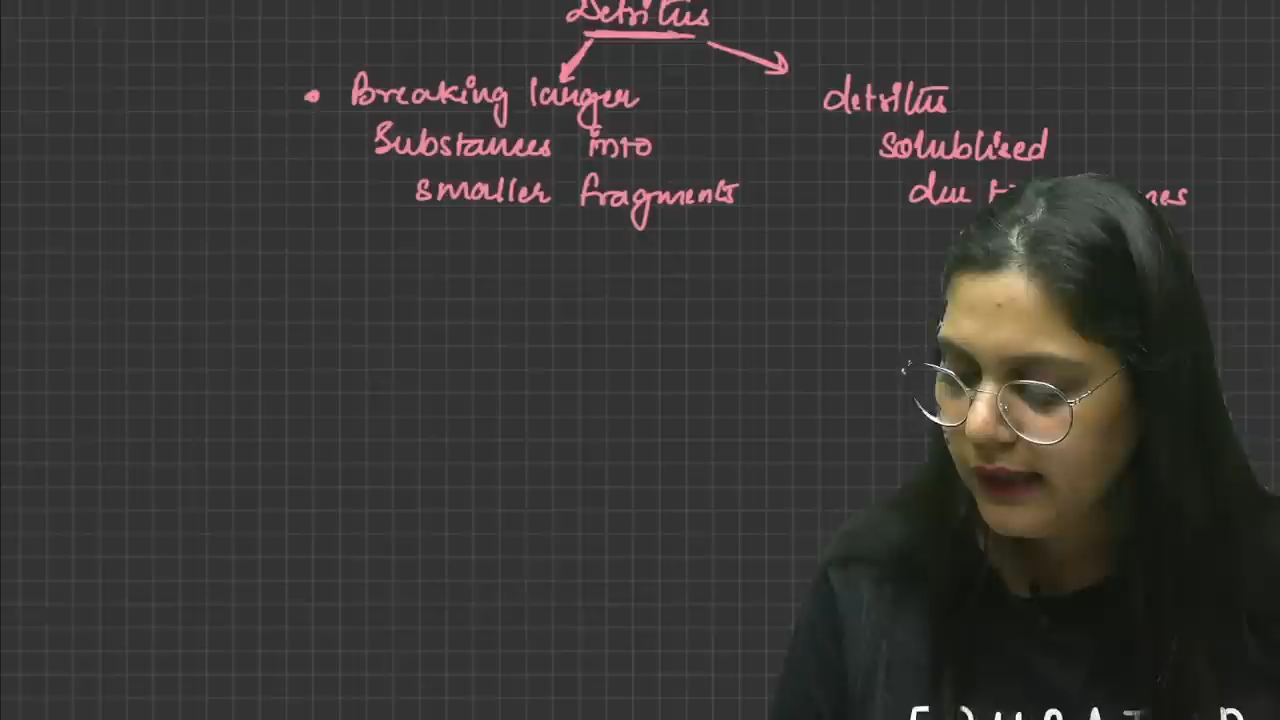 Detritus
• Breaking larger
substances into
smaller fragments
detritus
solublized
due